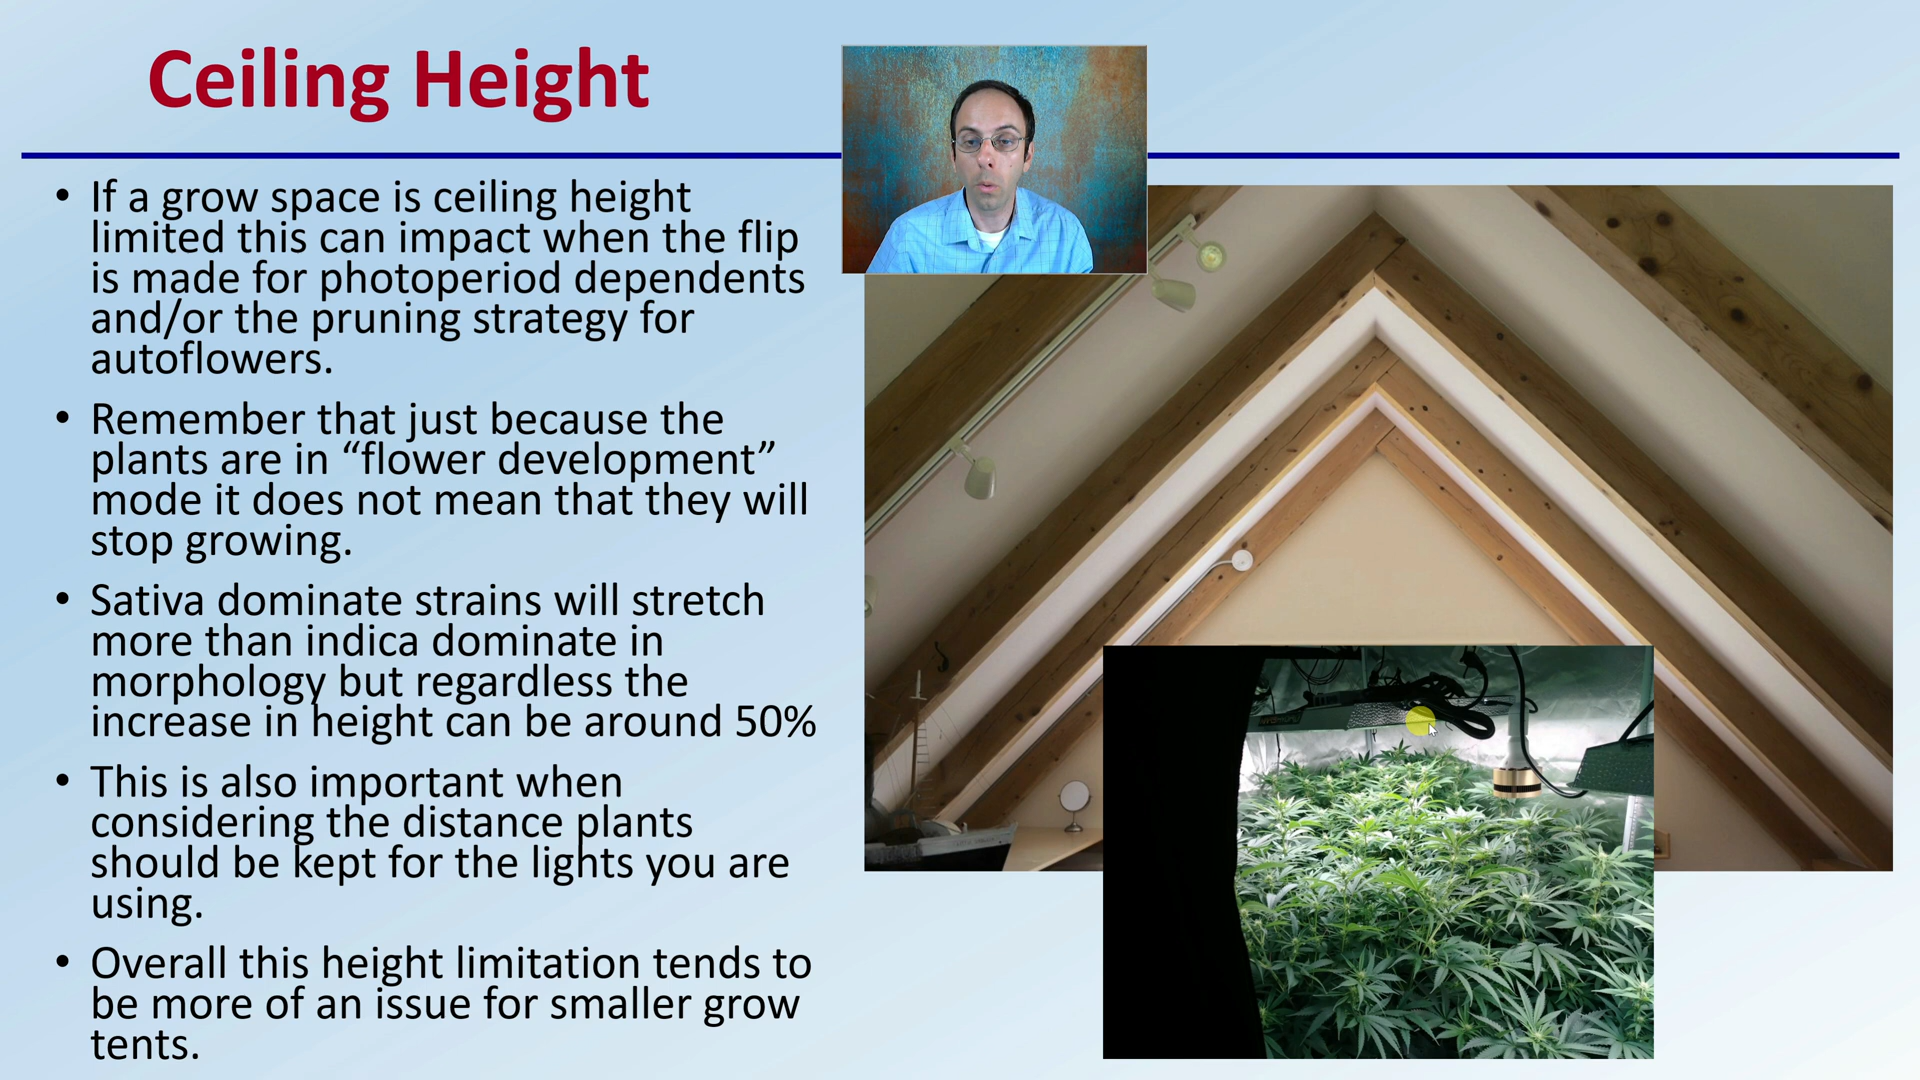 Ceiling Height
• If a grow space is ceiling height
limited this can impact when the flip
is made for photoperiod dependents
and/or the pruning strategy for
autoflowers.
• Remember that just because the
plants are in “flower development”
mode it does not mean that they will
stop growing.
• Sativa dominate strains will stretch
more than indica dominate in
morphology but regardless the
increase in height can be around 50%
• This is also important when
considering the distance plants
should be kept for the lights you are
using.
• Overall this height limitation tends to
be more of an issue for smaller grow
tents.